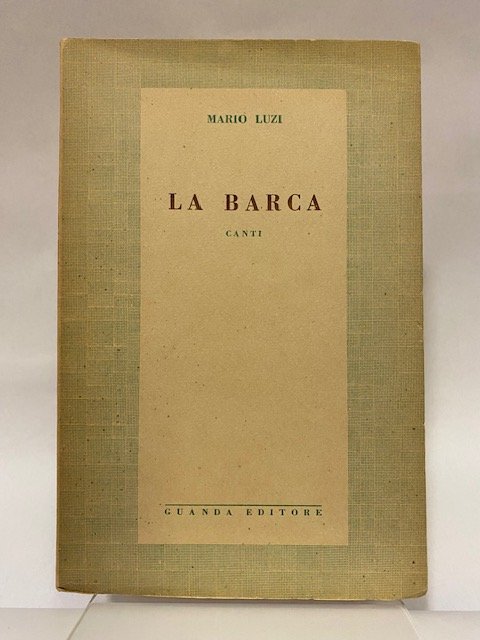 MARIO LUZI
LA BARCA
CANTI
GUANDA EDITORE